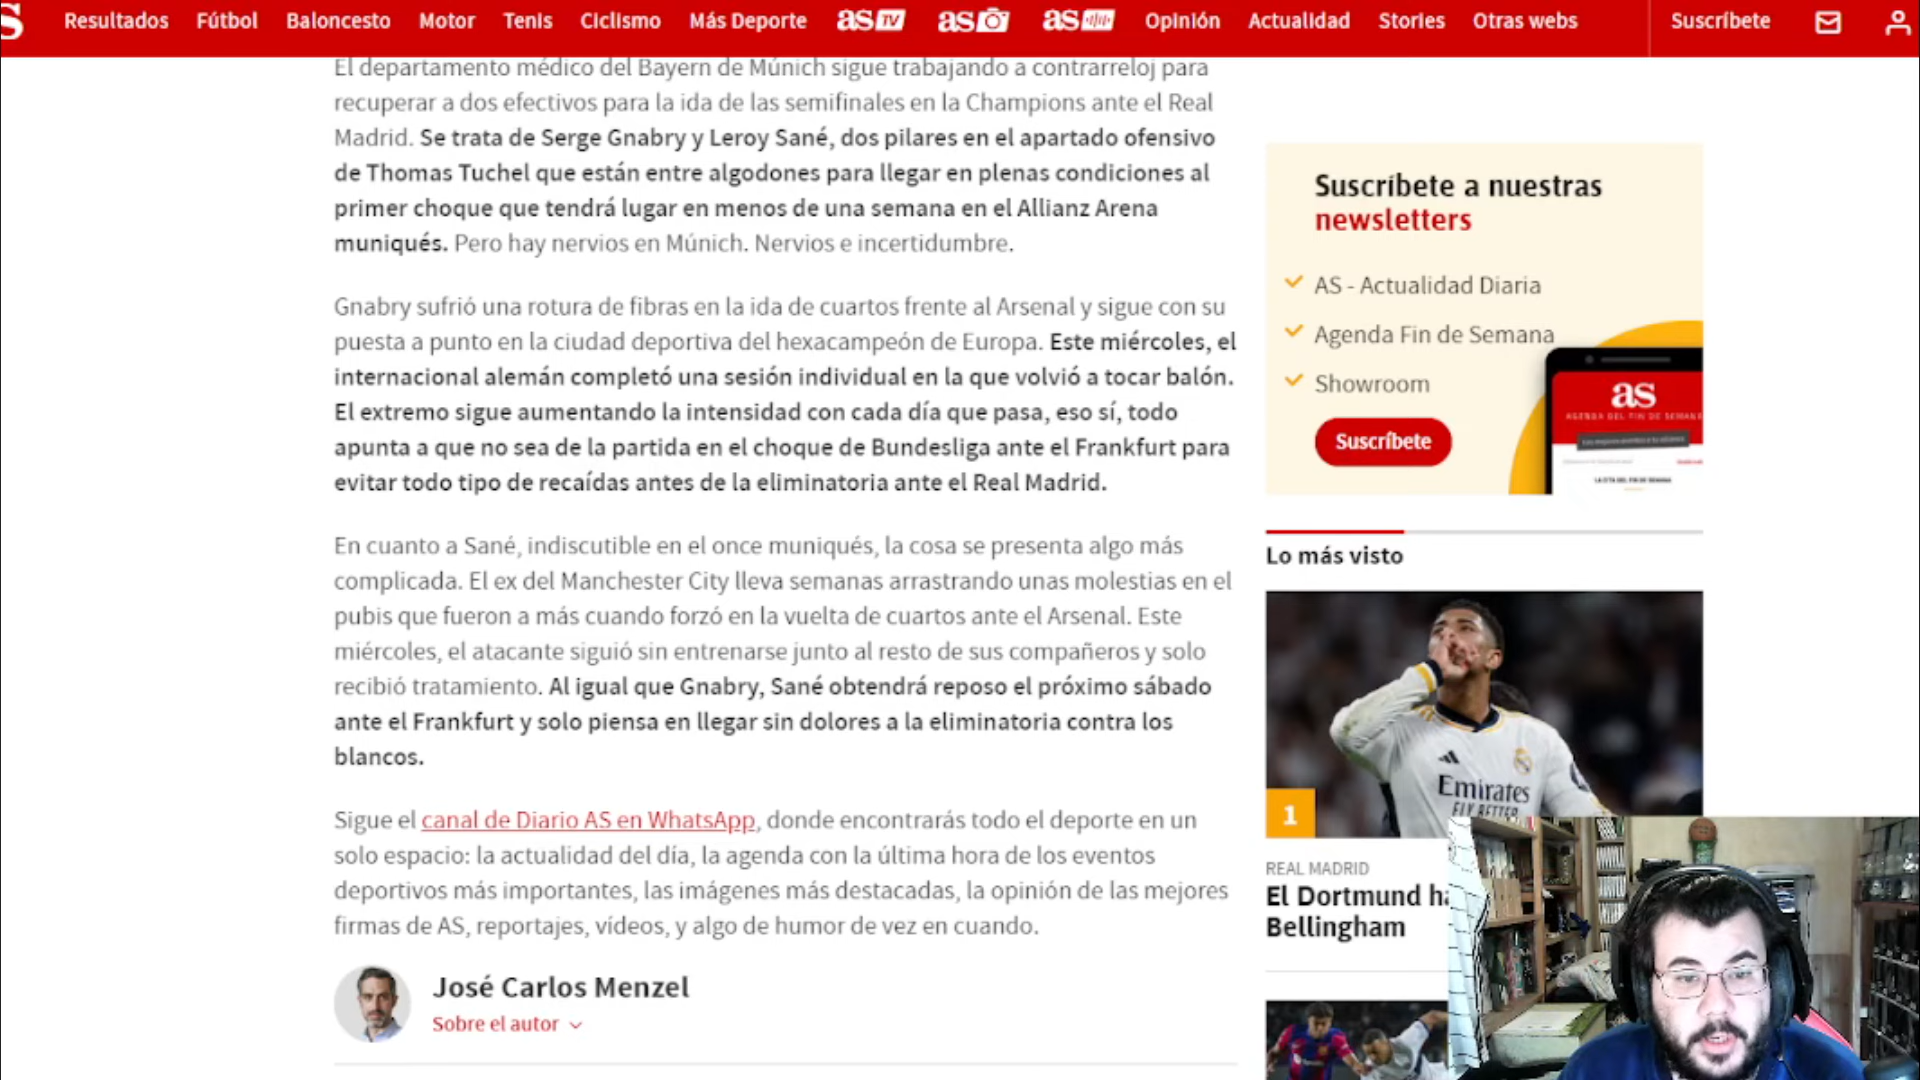 S Resultados Fútbol Baloncesto Motor Tenis Ciclismo Más Deporte as TV as as Opinión Actualidad Stories Otras webs Suscríbete
El departamento médico del Bayern de Múnich sigue trabajando a contrarreloj para
recuperar a dos efectivos para la ida de las semifinales en la Champions ante el Real
Madrid. Se trata de Serge Gnabry y Leroy Sané, dos pilares en el apartado ofensivo
de Thomas Tuchel que están entre algodones para llegar en plenas condiciones al
primer choque que tendrá lugar en menos de una semana en el Allianz Arena
muniqués. Pero hay nervios en Múnich. Nervios e incertidumbre.
Gnabry sufrió una rotura de fibras en la ida de cuartos frente al Arsenal y sigue con su
puesta a punto en la ciudad deportiva del hexacampeón de Europa. Este miércoles, el
internacional alemán completó una sesión individual en la que volvió a tocar balón.
El extremo sigue aumentando la intensidad con cada día que pasa, eso sí, todo
apunta a que no sea de la partida en el choque de Bundesliga ante el Frankfurt para
evitar todo tipo de recaídas antes de la eliminatoria ante el Real Madrid.
En cuanto a Sané, indiscutible en el once muniqués, la cosa se presenta algo más
complicada. El ex del Manchester City lleva semanas arrastrando unas molestias en el
pubis que fueron a más cuando forzó en la vuelta de cuartos ante el Arsenal. Este
miércoles, el atacante siguió sin entrenarse junto al resto de sus compañeros y solo
recibió tratamiento. Al igual que Gnabry, Sané obtendrá reposo el próximo sábado
ante el Frankfurt y solo piensa en llegar sin dolores a la eliminatoria contra los
blancos.
Sigue el canal de Diario AS en WhatsApp, donde encontrarás todo el deporte en un
solo espacio: la actualidad del día, la agenda con la última hora de los eventos
deportivos más importantes, las imágenes más destacadas, la opinión de las mejores
firmas de AS, reportajes, vídeos, y algo de humor de vez en cuando.
José Carlos Menzel
Sobre el autor
Suscríbete a nuestras
newsletters
AS - Actualidad Diaria
Agenda Fin de Semana
Showroom
Suscríbete
as
AGENDA DEL FIN DE SEMANA
Lo más visto
Emirates
FLY BETTER
1
REAL MADRID
El Dortmund
Bellingham